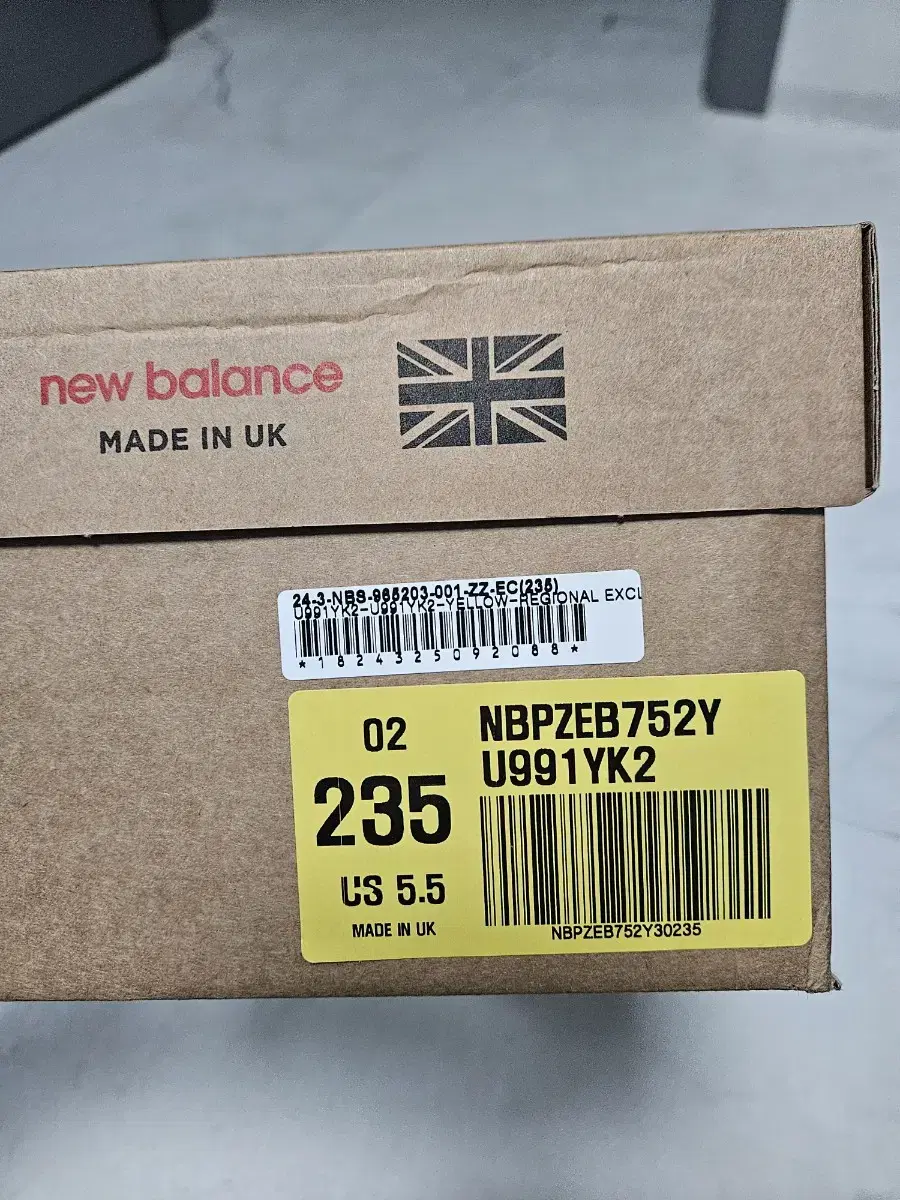 new balance
MADE IN UK
24-3-NBS-965203-001-ZZ-EC(235)
U991YK2-U991YK2-YELLOW-REGIONAL EXCL
*1824325092088*
02
235
US 5.5
MADE IN UK
NBPZEB752Y
U991YK2
NBPZEB752Y30235